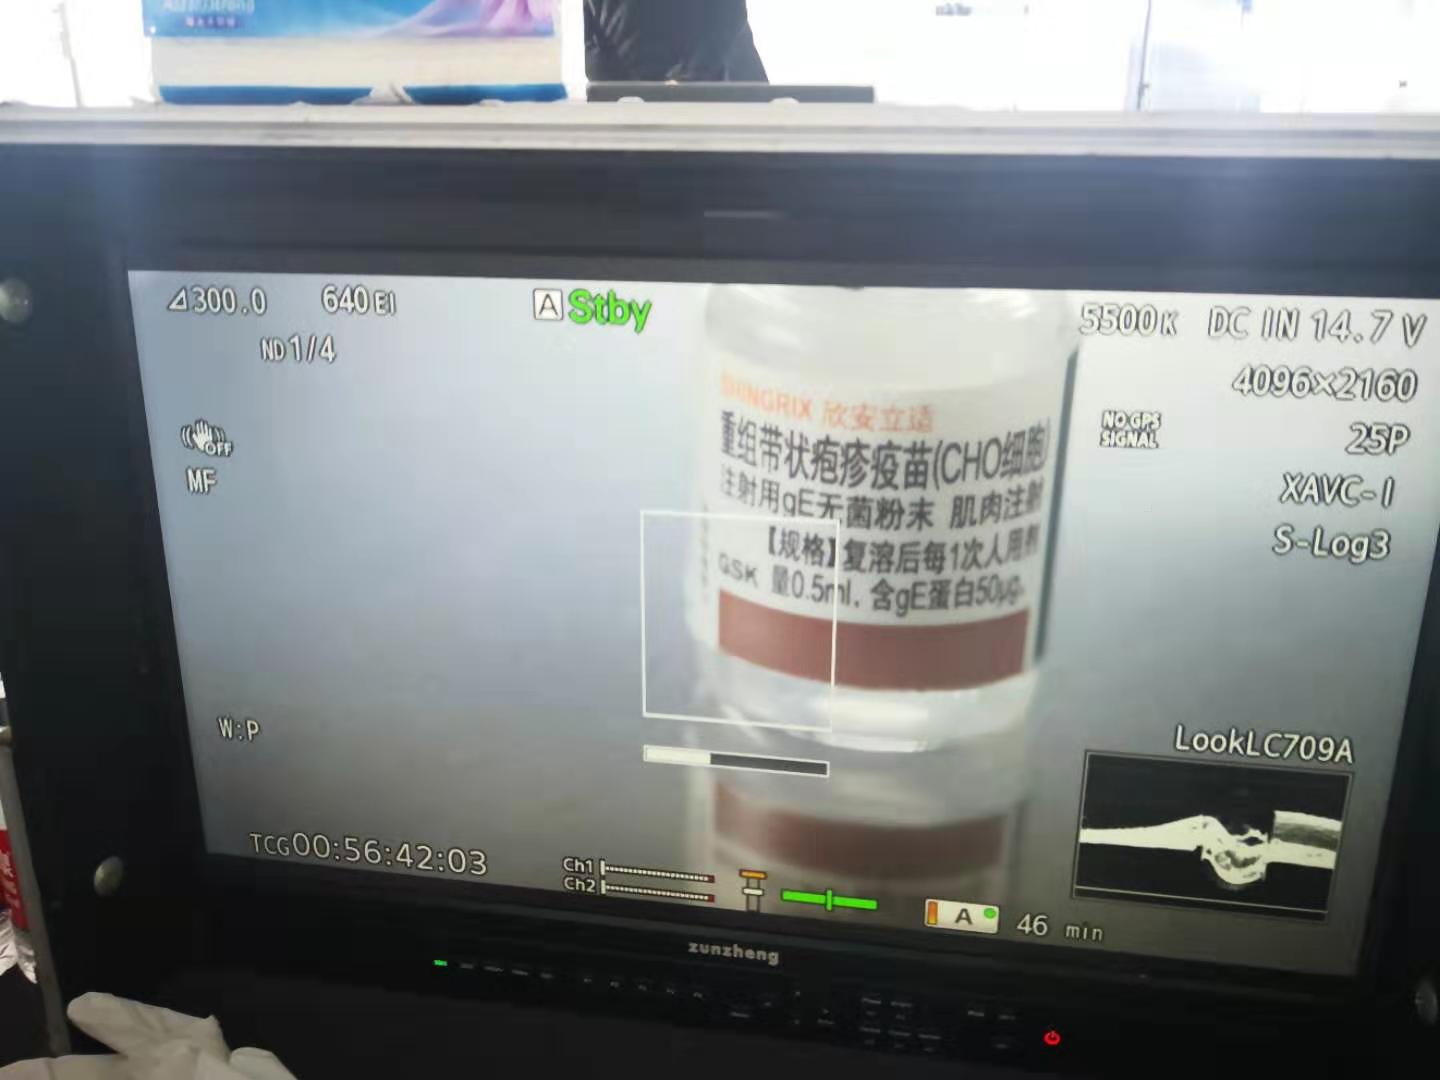 ⊿300.0 640EI A Stby 5500K DC IN 14.7 V
ND1/4
4096×2160
NO GPS
SIGNAL
25P
OFF
MF
XAVC-I
S-Log3
SHINGRIX 欣安立适
重组带状疱疹疫苗(CHO细胞)
注射用gE无菌粉末 肌肉注射
【规格】复溶后每1次人用剂
GSK 量0.5ml,含gE蛋白50μg。
W:P
LookLC709A
TCG00:56:42:03
Ch1
Ch2
A 46 min
zunzheng